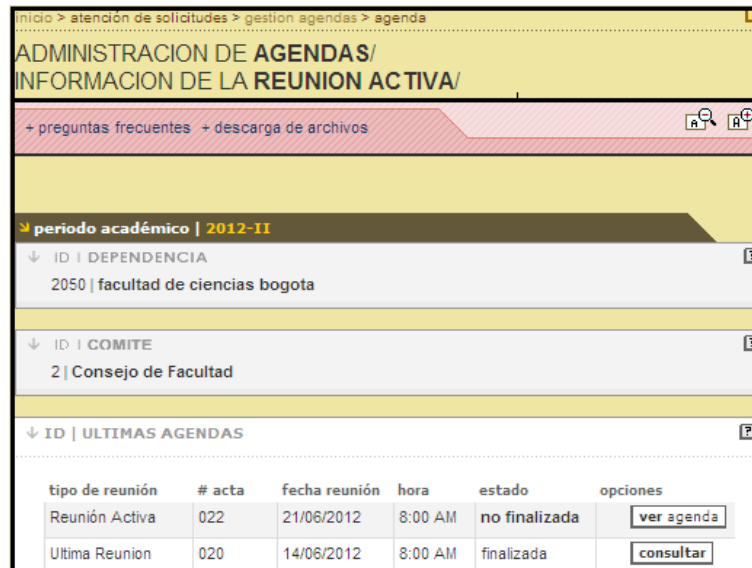 inicio > atención de solicitudes > gestion agendas > agenda
ADMINISTRACION DE AGENDAS/
INFORMACION DE LA REUNION ACTIVA/
+ preguntas frecuentes + descarga de archivos
A A
periodo académico | 2012-II
ID | DEPENDENCIA
2050 | facultad de ciencias bogota
ID | COMITE
2 | Consejo de Facultad
ID | ULTIMAS AGENDAS
tipo de reunión # acta fecha reunión hora estado opciones
Reunión Activa 022 21/06/2012 8:00 AM no finalizada ver agenda
Ultima Reunion 020 14/06/2012 8:00 AM finalizada consultar